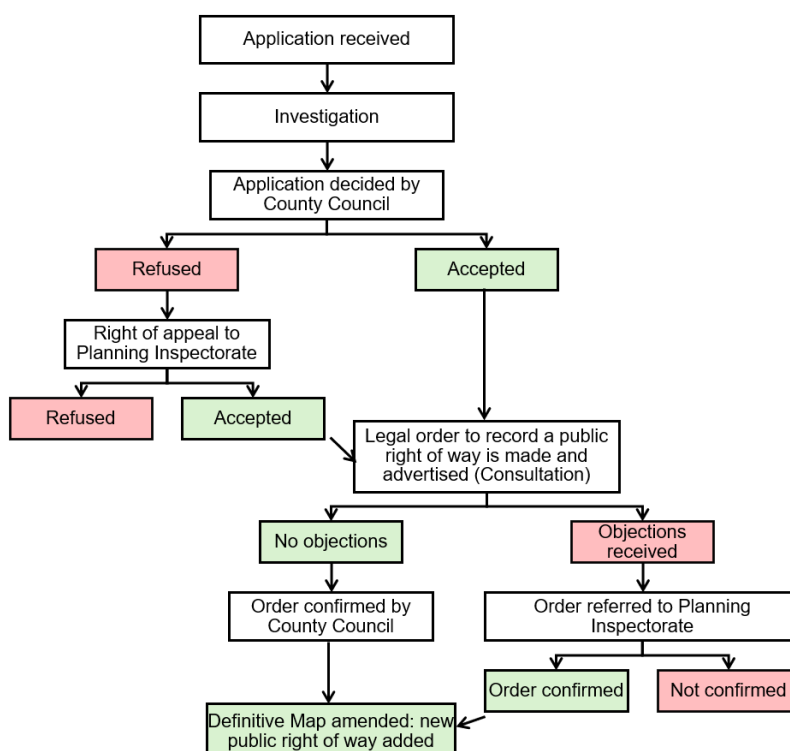 Application received
Investigation
Application decided by
County Council
Refused
Accepted
Right of appeal to
Planning Inspectorate
Refused
Accepted
Legal order to record a public
right of way is made and
advertised (Consultation)
No objections
Objections
received
Order confirmed by
County Council
Order referred to Planning
Inspectorate
Order confirmed
Not confirmed
Definitive Map amended: new
public right of way added